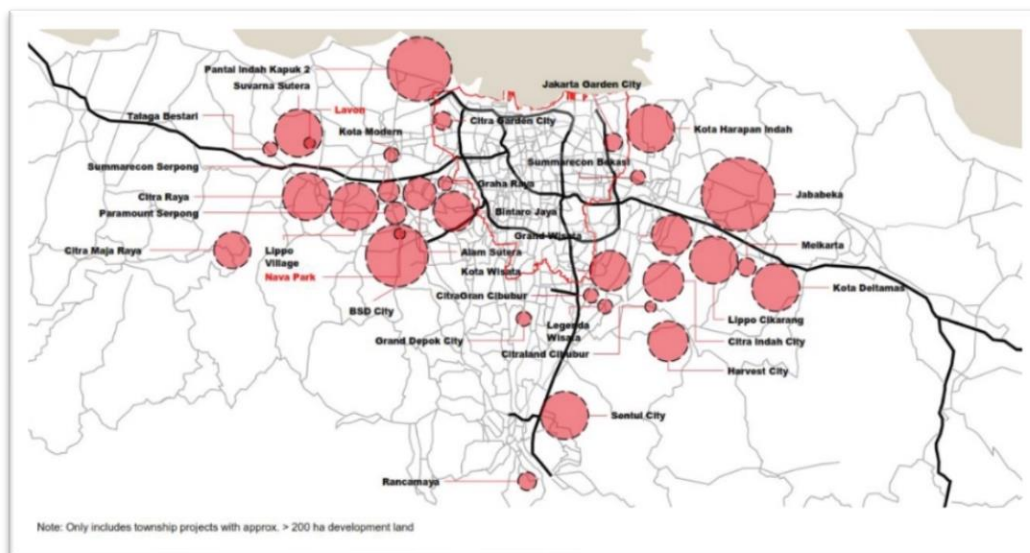 Pantai Indah Kapuk 2
Suvarna Sutera
Jakarta Garden City
Lavon
Talaga Bestari
Citra Garden City
Kota Modern
Kota Harapan Indah
Summarecon Serpong
Summarecon Bekasi
Citra Raya
Graha Raya
Jababeka
Paramount Serpong
Bintaro Jaya
Grand Wisata
Citra Maja Raya
Lippo
Village
Alam Sutera
Meikarta
Nava Park
Kota Wisata
Kota Deltamas
CitraGran Cibubur
BSD City
Lippo Cikarang
Legenda
Wisata
Grand Depok City
Citra Indah City
Citraland Cibubur
Harvest City
Sentul City
Rancamaya
Note: Only includes township projects with approx. > 200 ha development land